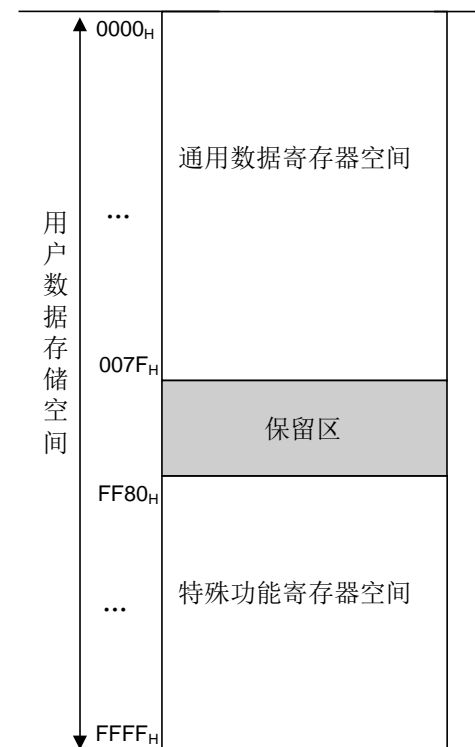 0000H
通用数据寄存器空间
...
用户数据存储空间
007FH
保留区
FF80H
特殊功能寄存器空间
...
FFFFH